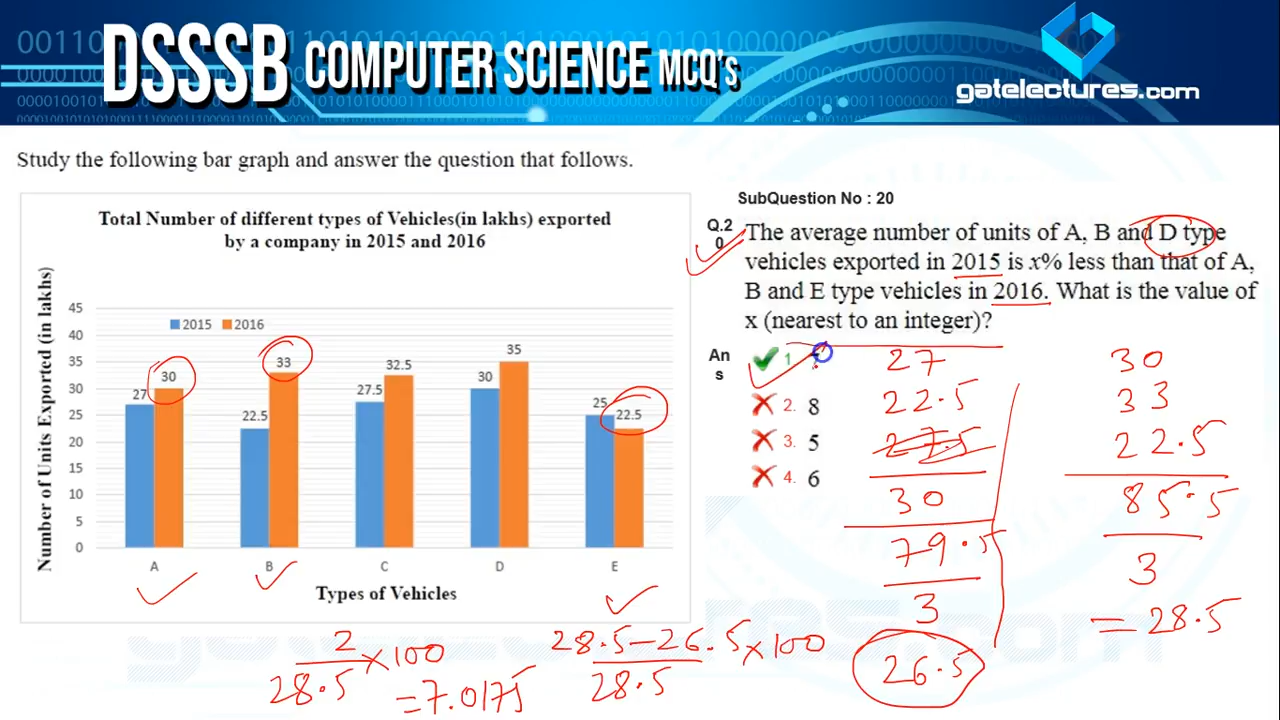 DSSSB COMPUTER SCIENCE MCQ's
gatelectures.com
Study the following bar graph and answer the question that follows.
Total Number of different types of Vehicles(in lakhs) exported
by a company in 2015 and 2016
Number of Units Exported (in lakhs)
45
40
35
30
25
20
15
10
5
0
2015 2016
27 30
22.5 33
27.5 32.5
30 35
25 22.5
A B C D E
Types of Vehicles
SubQuestion No : 20
Q.2
0
The average number of units of A, B and D type
vehicles exported in 2015 is x% less than that of A,
B and E type vehicles in 2016. What is the value of
x (nearest to an integer)?
An
s
1.
2. 8
3. 5
4. 6
27
22.5
27.5
30
79.5
3
26.5
30
33
22.5
85.5
3
= 28.5
28.5-26.5 ×100
28.5
2 ×100
28.5
=7.0175